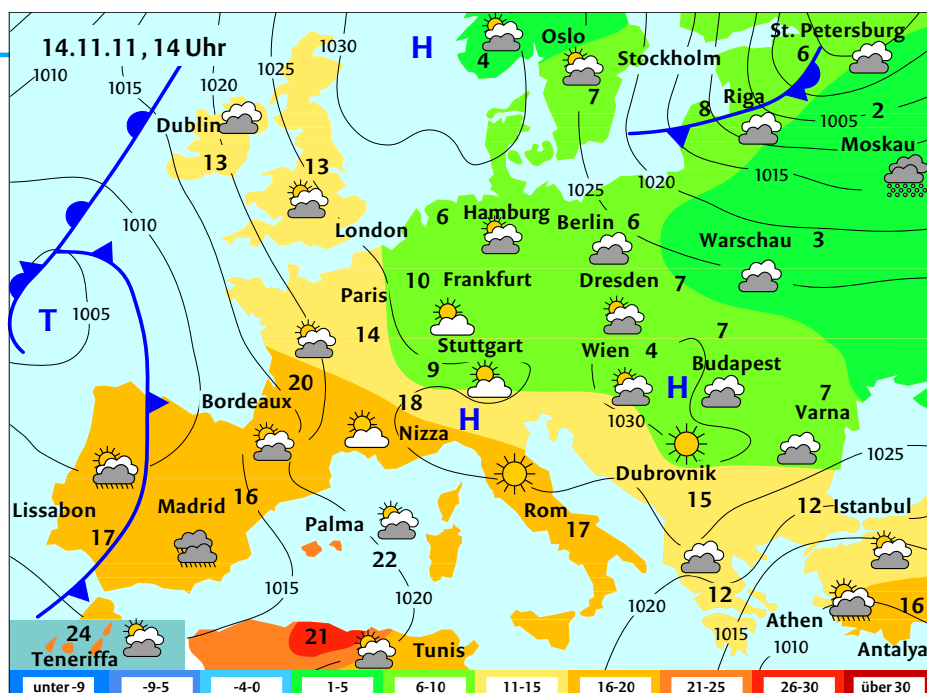 14.11.11, 14 Uhr
H
1030
1025
1020
1015
1010
4
Oslo
7
Stockholm
St. Petersburg
6
Riga
8
1005
2
Moskau
Dublin
13
13
1015
1020
1025
London
6
Hamburg
Berlin
6
Warschau
3
1010
T
1005
Paris
10
Frankfurt
Dresden
7
14
Stuttgart
9
Wien
4
7
Budapest
H
7
Varna
20
Bordeaux
18
Nizza
H
1030
1025
Dubrovnik
15
Lissabon
17
Madrid
16
Palma
22
Rom
17
12
Istanbul
1015
1020
1020
12
1015
1010
Athen
16
Antalya
24
Teneriffa
21
Tunis
unter -9
-9-5
-4-0
1-5
6-10
11-15
16-20
21-25
26-30
über 30